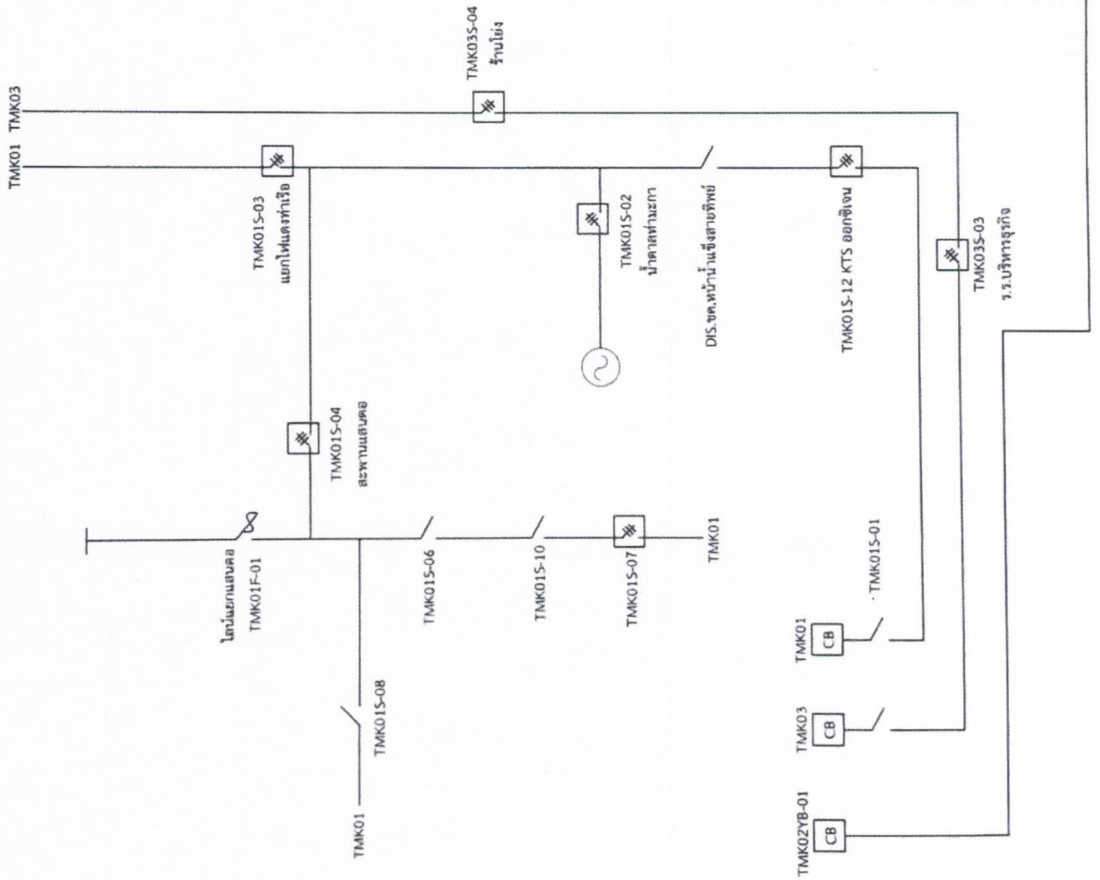 TMK01
TMK03
TMK03S-04
ร้านโย่ง
TMK01S-03
แยกไฟแดงท่าเรือ
TMK01S-02
น้ำตาลท่ามะกา
DIS.ขต.หน้าน้ำแข็งสายทิพย์
TMK01S-12 KTS ออกซิเจน
TMK03S-03
ร.ร.บริหารธุรกิจ
TMK01S-04
สะพานแสนตอ
ไลน์แยกแสนตอ
TMK01F-01
TMK01S-06
TMK01S-10
TMK01S-07
TMK01
TMK01S-08
TMK01
TMK01
CB
TMK01S-01
TMK03
CB
TMK02YB-01
CB